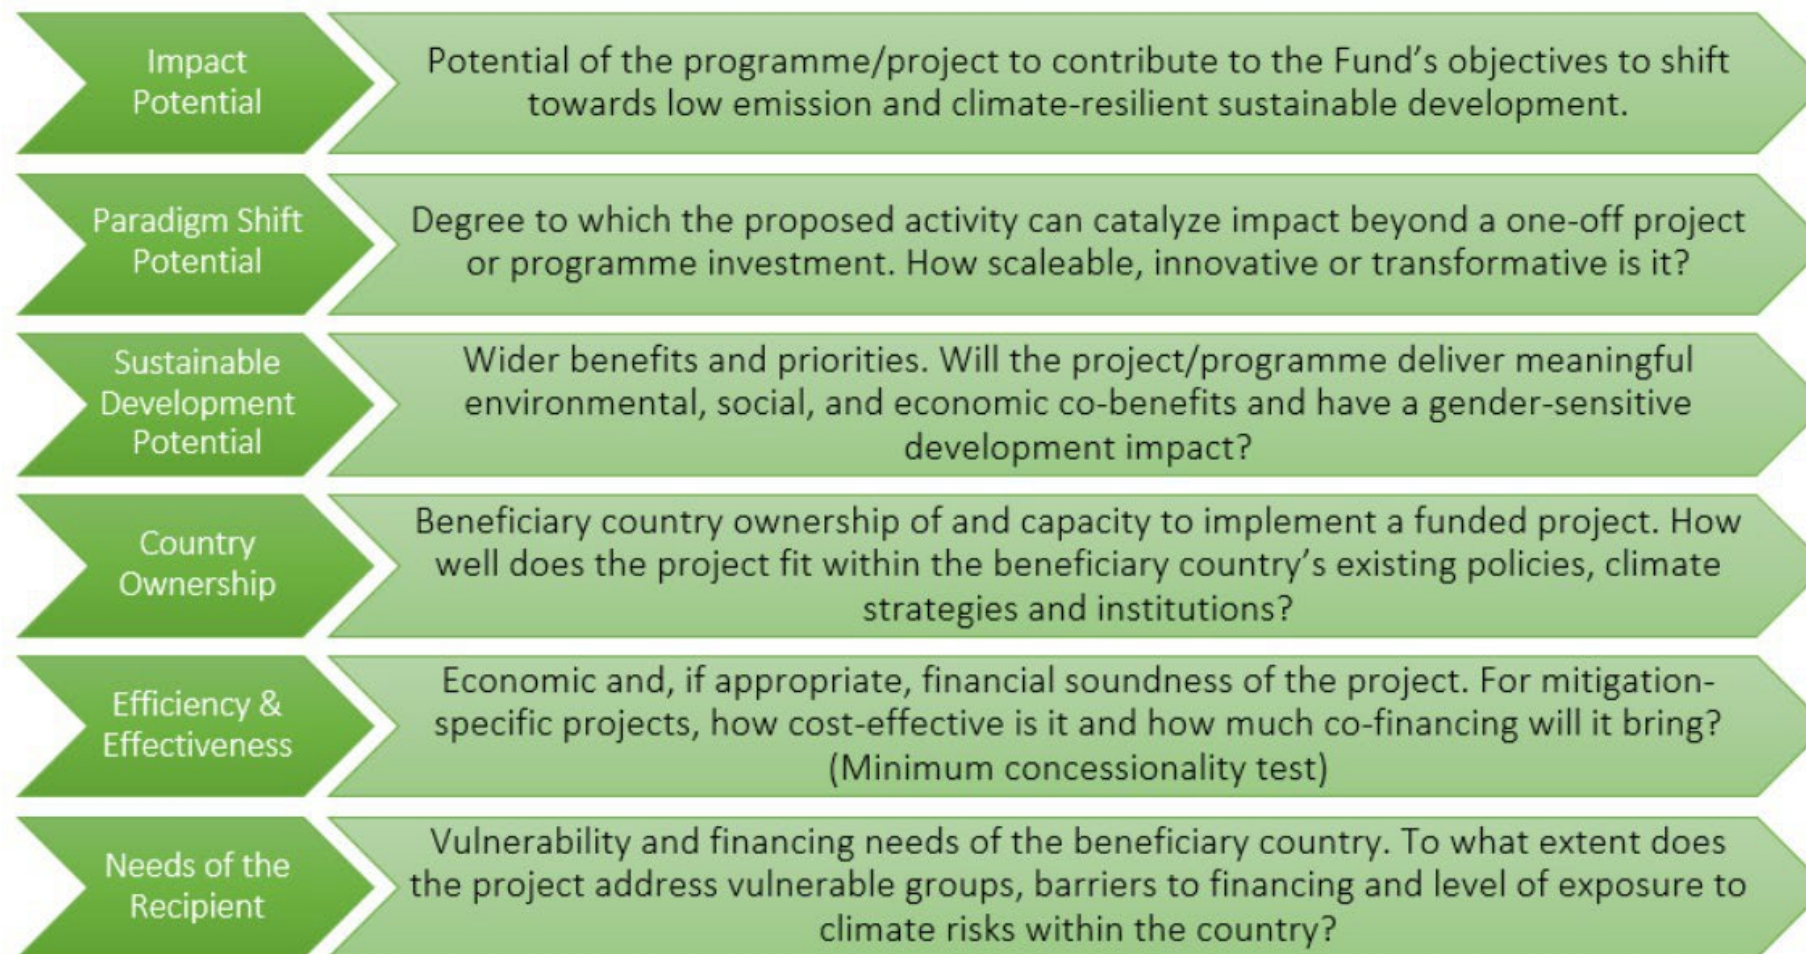 Impact
Potential
Potential of the programme/project to contribute to the Fund’s objectives to shift
towards low emission and climate-resilient sustainable development.
Paradigm Shift
Potential
Degree to which the proposed activity can catalyze impact beyond a one-off project
or programme investment. How scaleable, innovative or transformative is it?
Sustainable
Development
Potential
Wider benefits and priorities. Will the project/programme deliver meaningful
environmental, social, and economic co-benefits and have a gender-sensitive
development impact?
Country
Ownership
Beneficiary country ownership of and capacity to implement a funded project. How
well does the project fit within the beneficiary country’s existing policies, climate
strategies and institutions?
Efficiency &
Effectiveness
Economic and, if appropriate, financial soundness of the project. For mitigation-
specific projects, how cost-effective is it and how much co-financing will it bring?
(Minimum concessionality test)
Needs of the
Recipient
Vulnerability and financing needs of the beneficiary country. To what extent does
the project address vulnerable groups, barriers to financing and level of exposure to
climate risks within the country?